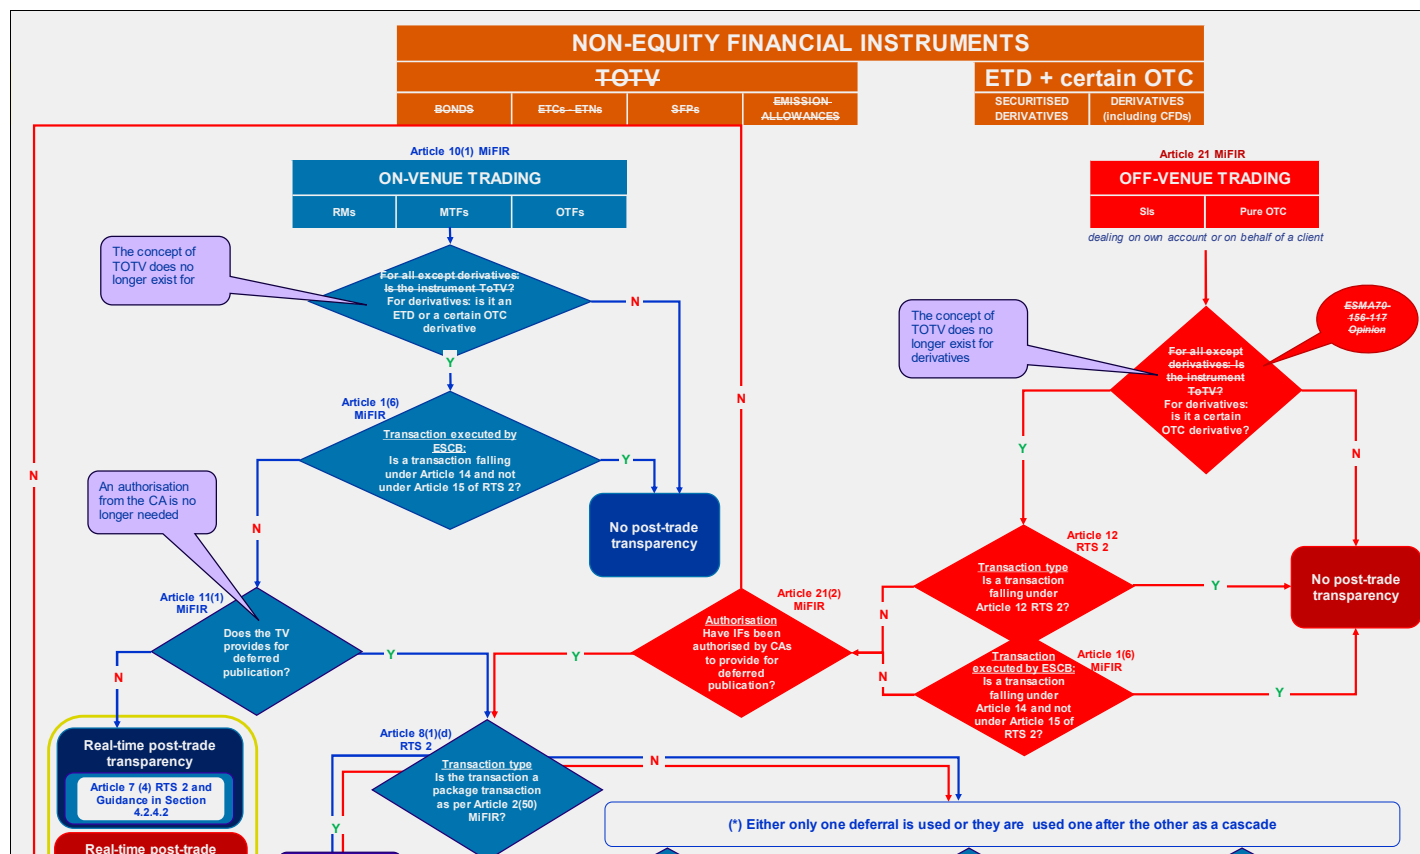 NON-EQUITY FINANCIAL INSTRUMENTS
TOTV
ETD + certain OTC
BONDS
ETCs - ETNs
SFPs
EMISSION
ALLOWANCES
SECURITISED
DERIVATIVES
DERIVATIVES
(including CFDs)
Article 10(1) MiFIR
ON-VENUE TRADING
RMs
MTFs
OTFs
Article 21 MiFIR
OFF-VENUE TRADING
SIs
Pure OTC
dealing on own account or on behalf of a client
The concept of
TOTV does no
longer exist for
For all except derivatives:
Is the instrument ToTV?
For derivatives: is it an
ETD or a certain OTC
derivative
N
Y
The concept of
TOTV does no
longer exist for
derivatives
ESMA70-
156-117
Opinion
For all except
derivatives: Is
the instrument
ToTV?
For derivatives:
is it a certain
OTC derivative?
N
Y
N
N
Article 1(6)
MiFIR
Transaction executed by
ESCB:
Is a transaction falling
under Article 14 and not
under Article 15 of RTS 2?
Y
N
An authorisation
from the CA is no
longer needed
No post-trade
transparency
Article 12
RTS 2
Transaction type
Is a transaction
falling under
Article 12 RTS 2?
Y
N
No post-trade
transparency
Article 11(1)
MiFIR
Does the TV
provides for
deferred
publication?
Y
N
Article 21(2)
MiFIR
Authorisation
Have IFs been
authorised by CAs
to provide for
deferred
publication?
Y
Article 1(6)
MiFIR
Transaction
executed by ESCB:
Is a transaction
falling under
Article 14 and not
under Article 15 of
RTS 2?
N
Y
Real-time post-trade
transparency
Article 7 (4) RTS 2 and
Guidance in Section
4.2.4.2
Real-time post-trade
Article 8(1)(d)
RTS 2
Transaction type
Is the transaction a
package transaction
as per Article 2(50)
MiFIR?
N
Y
(*) Either only one deferral is used or they are used one after the other as a cascade